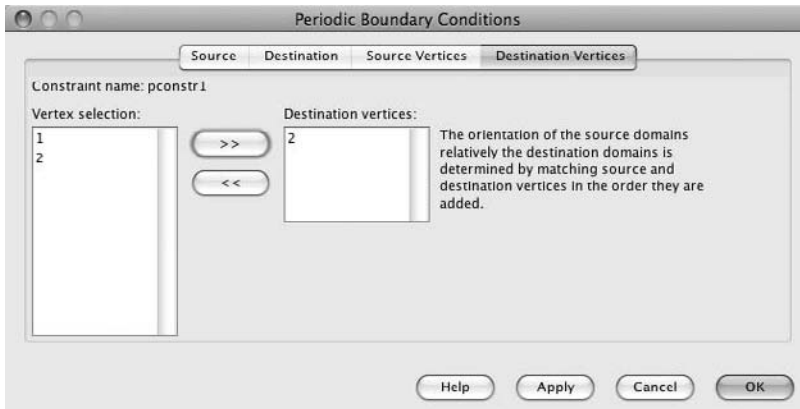 Periodic Boundary Conditions
Source Destination Source Vertices Destination Vertices
Constraint name: pconstr1
Vertex selection: Destination vertices:
1
2
>>
<<
2
The orientation of the source domains
relatively the destination domains is
determined by matching source and
destination vertices in the order they are
added.
Help Apply Cancel OK